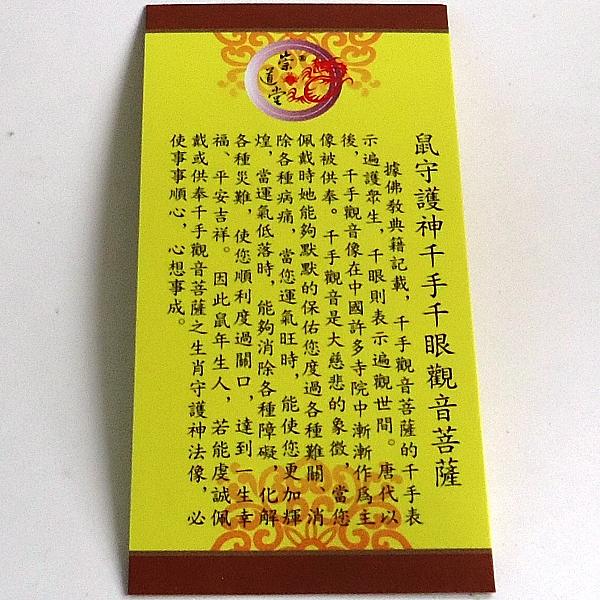 崇道堂
鼠守護神千手千眼觀音菩薩
據佛教典籍記載，千手觀音菩薩的千手表
示遍護眾生，千眼則表示遍觀世間。唐代以
後，千手觀音像在中國許多寺院中漸漸作為主
像被供奉。千手觀音是大慈悲的象徵，當您
佩戴時她能夠默默的保佑您度過各種難關，消
除各種病痛，當您運氣旺時，能使您更加輝
煌，當運氣低落時，能夠消除各種障礙，化解
各種災難，使您順利度過關口，達到一生幸
福、平安吉祥。因此鼠年生人，若能虔誠佩
戴或供奉千手觀音菩薩之生肖守護神法像，必
使事事順心，心想事成。